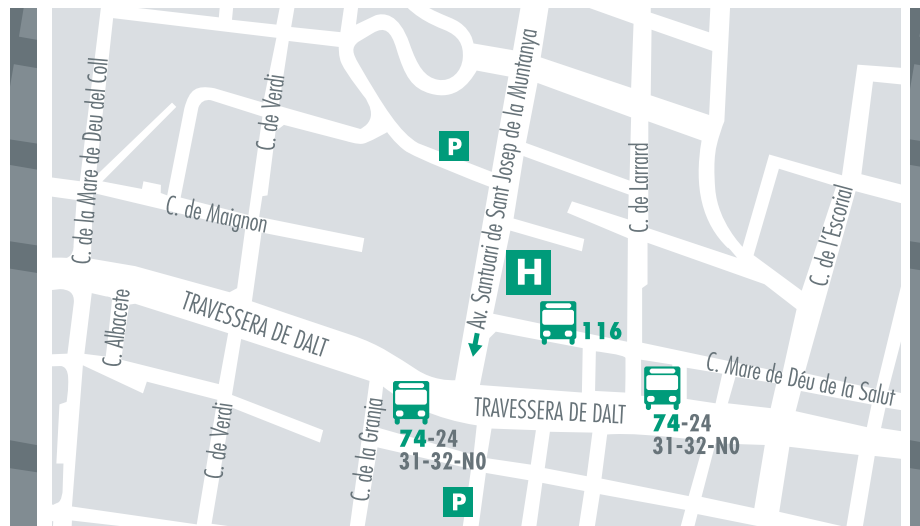 C. de la Mare de Deu del Coll
C. de Verdi
Av. Santuari de Sant Josep de la Muntanya
P
C. de Larrard
C. de Maignon
C. de l'Escorial
H
C. Albacete
TRAVESSERA DE DALT
116
C. Mare de Déu de la Salut
C. de Verdi
C. de la Granja
TRAVESSERA DE DALT
74-24
31-32-N0
74-24
31-32-N0
P